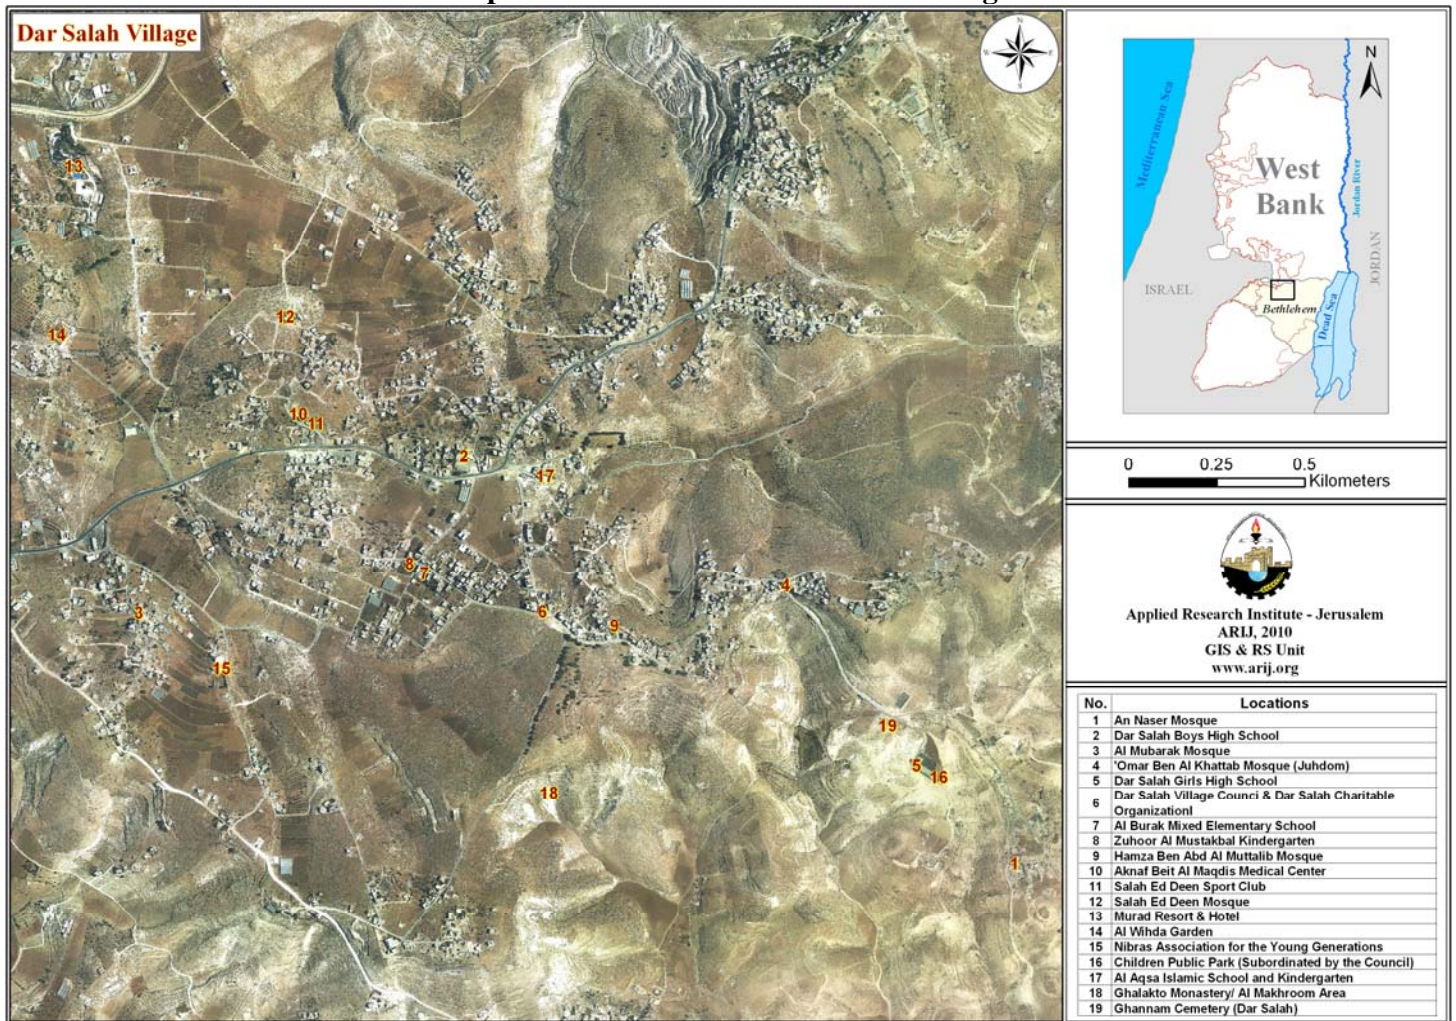 Dar Salah Village
N
W
E
S
13
14
12
10
11
2
17
8
7
3
6
9
4
15
19
5
16
18
1
N
Mediterranean Sea
West
Bank
Jordan River
JORDAN
ISRAEL
Bethlehem
Dead Sea
0 0.25 0.5
Kilometers
Applied Research Institute - Jerusalem
ARIJ, 2010
GIS & RS Unit
www.arij.org
No. Locations
1 An Naser Mosque
2 Dar Salah Boys High School
3 Al Mubarak Mosque
4 'Omar Ben Al Khattab Mosque (Juhdom)
5 Dar Salah Girls High School
6 Dar Salah Village Counci & Dar Salah Charitable
Organizationl
7 Al Burak Mixed Elementary School
8 Zuhoor Al Mustakbal Kindergarten
9 Hamza Ben Abd Al Muttalib Mosque
10 Aknaf Beit Al Maqdis Medical Center
11 Salah Ed Deen Sport Club
12 Salah Ed Deen Mosque
13 Murad Resort & Hotel
14 Al Wihda Garden
15 Nibras Association for the Young Generations
16 Children Public Park (Subordinated by the Council)
17 Al Aqsa Islamic School and Kindergarten
18 Ghalakto Monastery/ Al Makhroom Area
19 Ghannam Cemetery (Dar Salah)